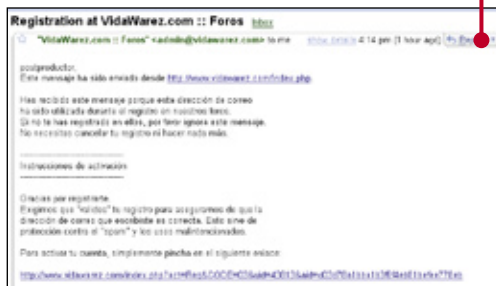 Registration at VidaWarez.com :: Foros Inbox
"VidaWarez.com :: Foros" <admin@vidawarez.com> to me show details 4:14 pm (1 hour ago)
postproductor,
Este mensaje ha sido enviado desde http://www.vidawarez.com/index.php.
Has recibido este mensaje porque esta dirección de correo
ha sido utilizada durante el registro en nuestros foros.
Si no te has registrado en ellos, por favor ignora este mensaje.
No necesitas cancelar tu registro ni hacer nada más.
Instrucciones de activación
Gracias por registrarte.
Exigimos que "valides" tu registro para asegurarnos de que la
dirección de correo que escribiste es correcta. Esto sirve de
protección contra el "spam" y los usos malintencionados.
Para activar tu cuenta, simplemente pincha en el siguiente enlace: